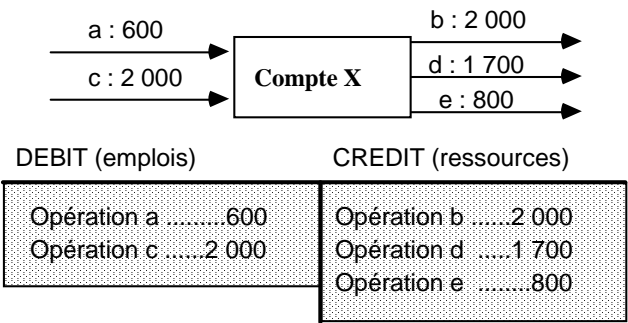 a : 600
b : 2 000
c : 2 000
Compte X
d : 1 700
e : 800
DEBIT (emplois)
CREDIT (ressources)
Opération a .........600
Opération c ......2 000
Opération b ......2 000
Opération d .....1 700
Opération e ........800